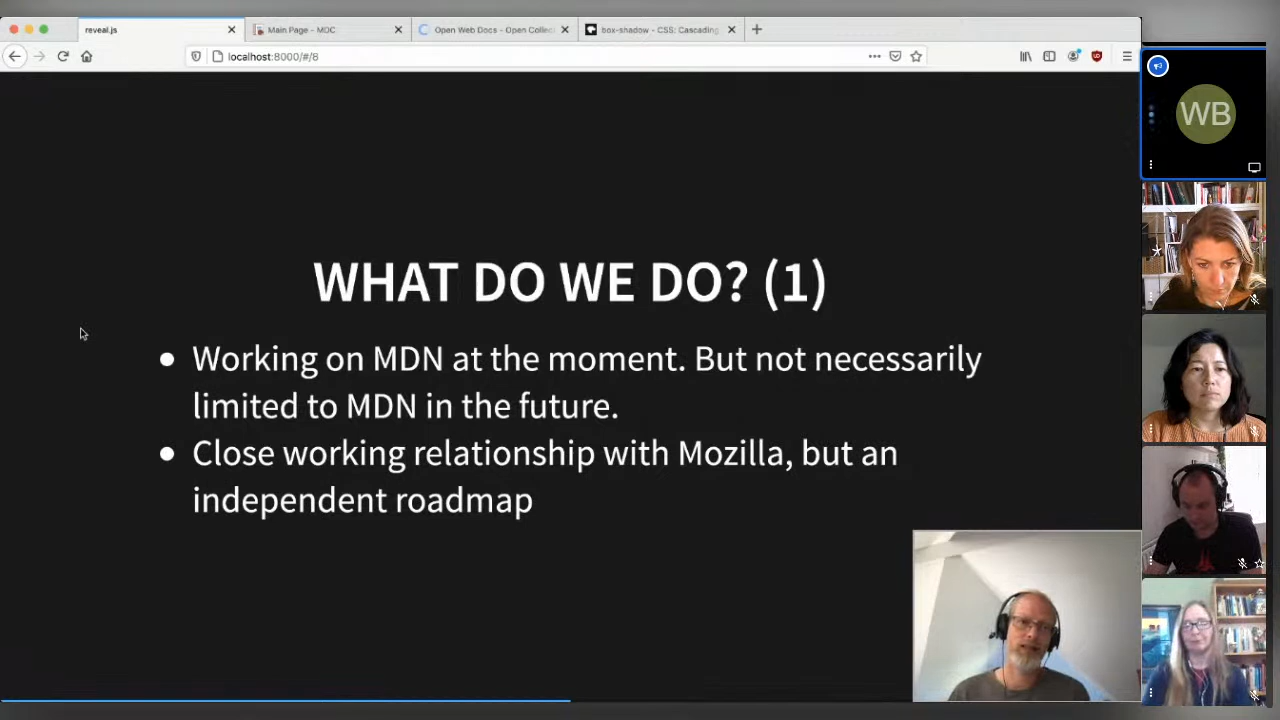 reveal.js
Main Page - MDC
Open Web Docs - Open Collec
box-shadow - CSS: Cascading
localhost:8000/#/8
WB
WHAT DO WE DO? (1)
Working on MDN at the moment. But not necessarily
limited to MDN in the future.
Close working relationship with Mozilla, but an
independent roadmap